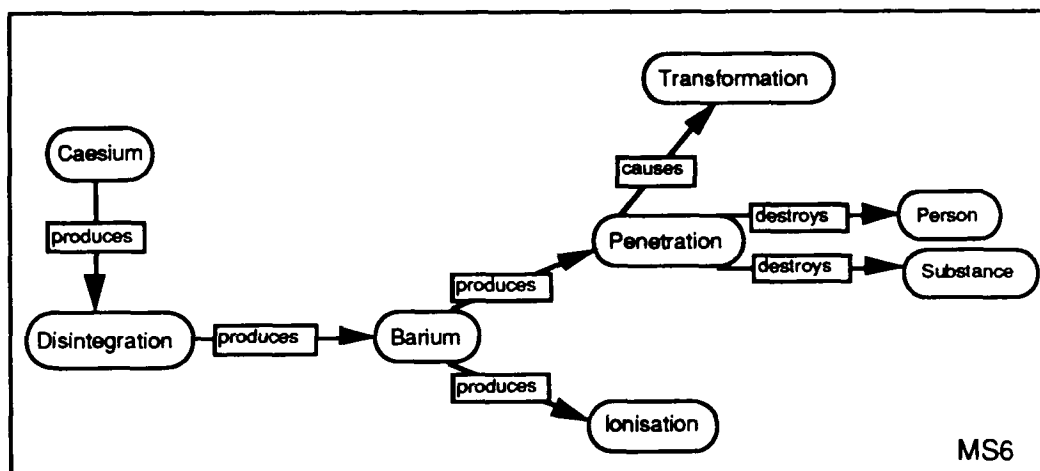 Transformation
Caesium
causes
produces
destroys
Person
Penetration
destroys
Substance
produces
Disintegration
produces
Barium
produces
Ionisation
MS6